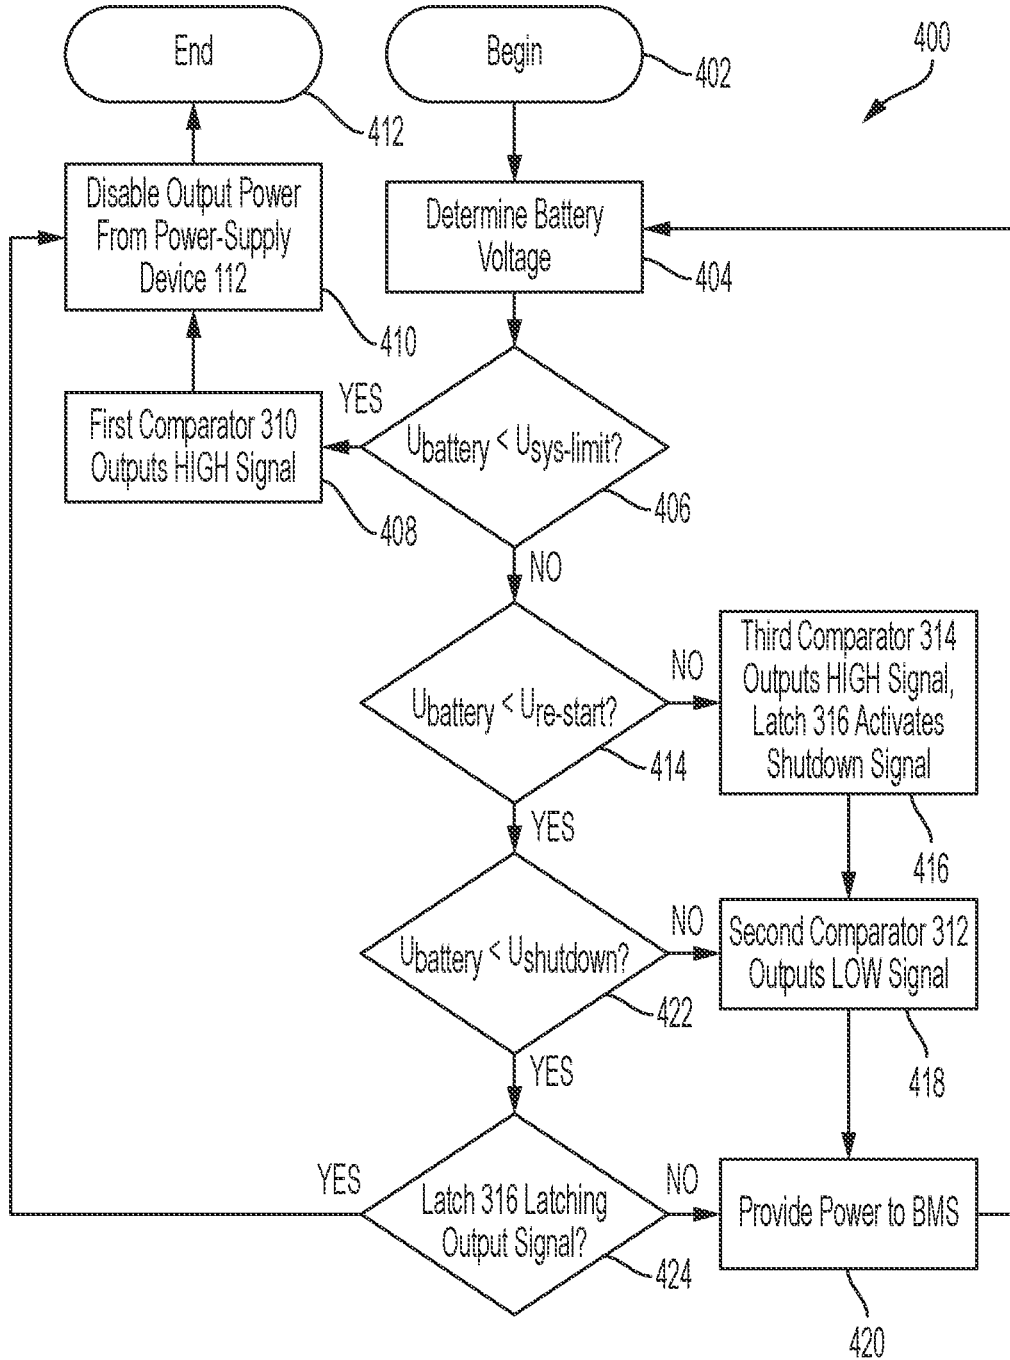 End
412
Begin
402
400
Disable Output Power
From Power-Supply
Device 112
410
Determine Battery
Voltage
404
YES
First Comparator 310
Outputs HIGH Signal
408
Ubattery < Usys-limit?
406
NO
Ubattery < Ure-start?
414
NO
Third Comparator 314
Outputs HIGH Signal,
Latch 316 Activates
Shutdown Signal
416
YES
Ubattery < Ushutdown?
422
NO
Second Comparator 312
Outputs LOW Signal
418
YES
YES
Latch 316 Latching
Output Signal?
424
NO
Provide Power to BMS
420